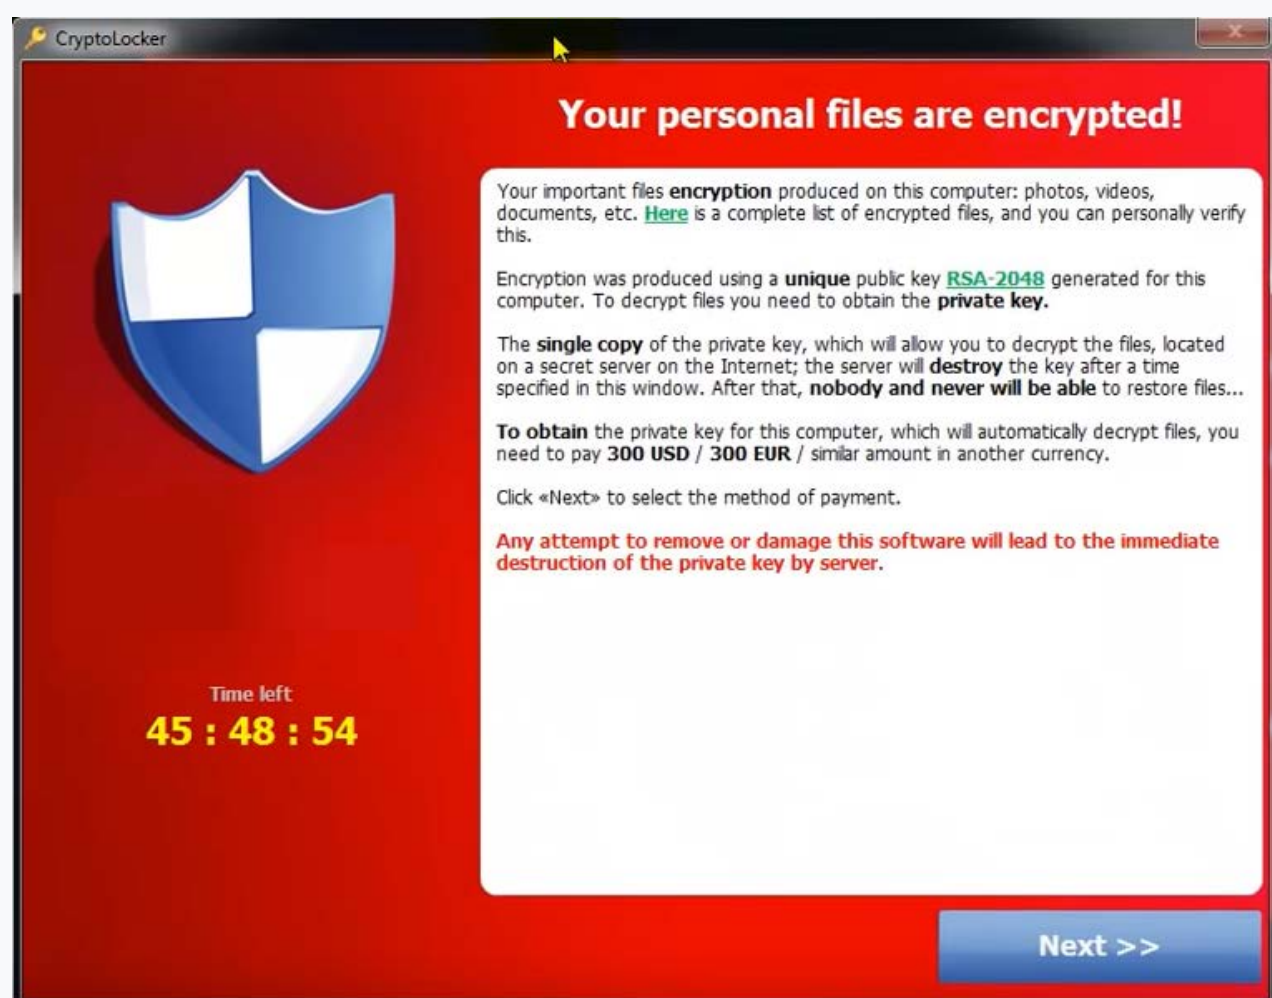 CryptoLocker
Your personal files are encrypted!
Your important files encryption produced on this computer: photos, videos,
documents, etc. Here is a complete list of encrypted files, and you can personally verify
this.
Encryption was produced using a unique public key RSA-2048 generated for this
computer. To decrypt files you need to obtain the private key.
The single copy of the private key, which will allow you to decrypt the files, located
on a secret server on the Internet; the server will destroy the key after a time
specified in this window. After that, nobody and never will be able to restore files...
To obtain the private key for this computer, which will automatically decrypt files, you
need to pay 300 USD / 300 EUR / similar amount in another currency.
Click «Next» to select the method of payment.
Any attempt to remove or damage this software will lead to the immediate
destruction of the private key by server.
Time left
45 : 48 : 54
Next >>